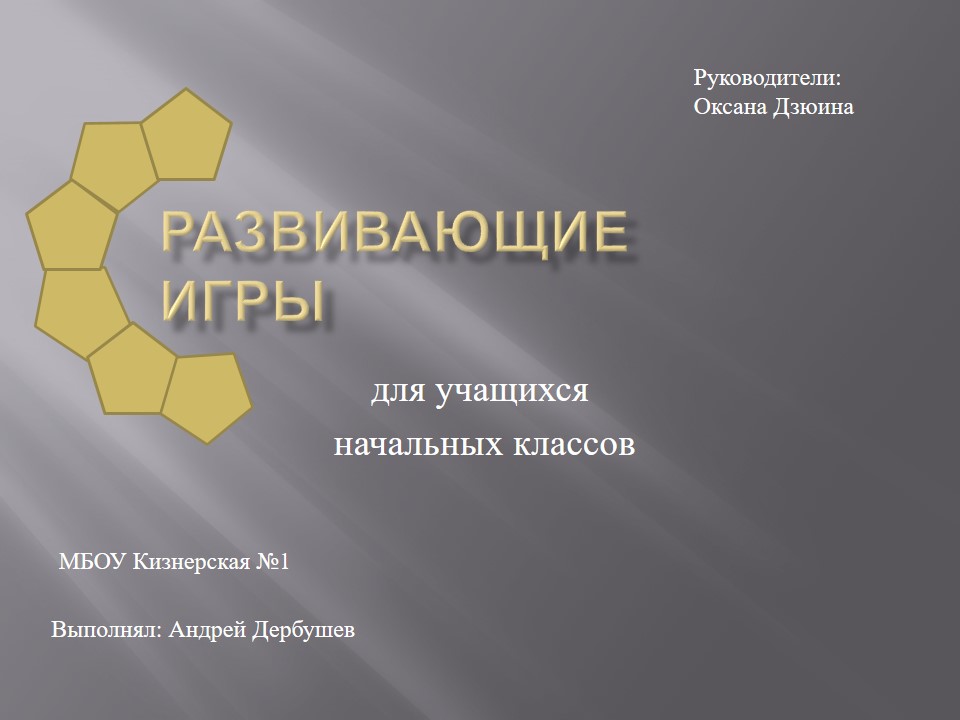 Руководители:
Оксана Дзюина
РАЗВИВАЮЩИЕ
ИГРЫ
для учащихся
начальных классов
МБОУ Кизнерская №1
Выполнял: Андрей Дербушев